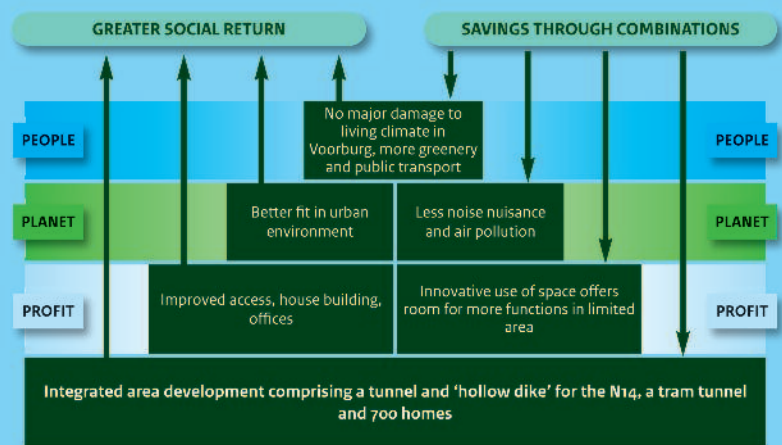 GREATER SOCIAL RETURN
SAVINGS THROUGH COMBINATIONS
PEOPLE
No major damage to
living climate in
Voorburg, more greenery
and public transport
PEOPLE
PLANET
Better fit in urban
environment
Less noise nuisance
and air pollution
PLANET
PROFIT
Improved access, house building,
offices
Innovative use of space offers
room for more functions in limited
area
PROFIT
Integrated area development comprising a tunnel and ‘hollow dike’ for the N14, a tram tunnel
and 700 homes